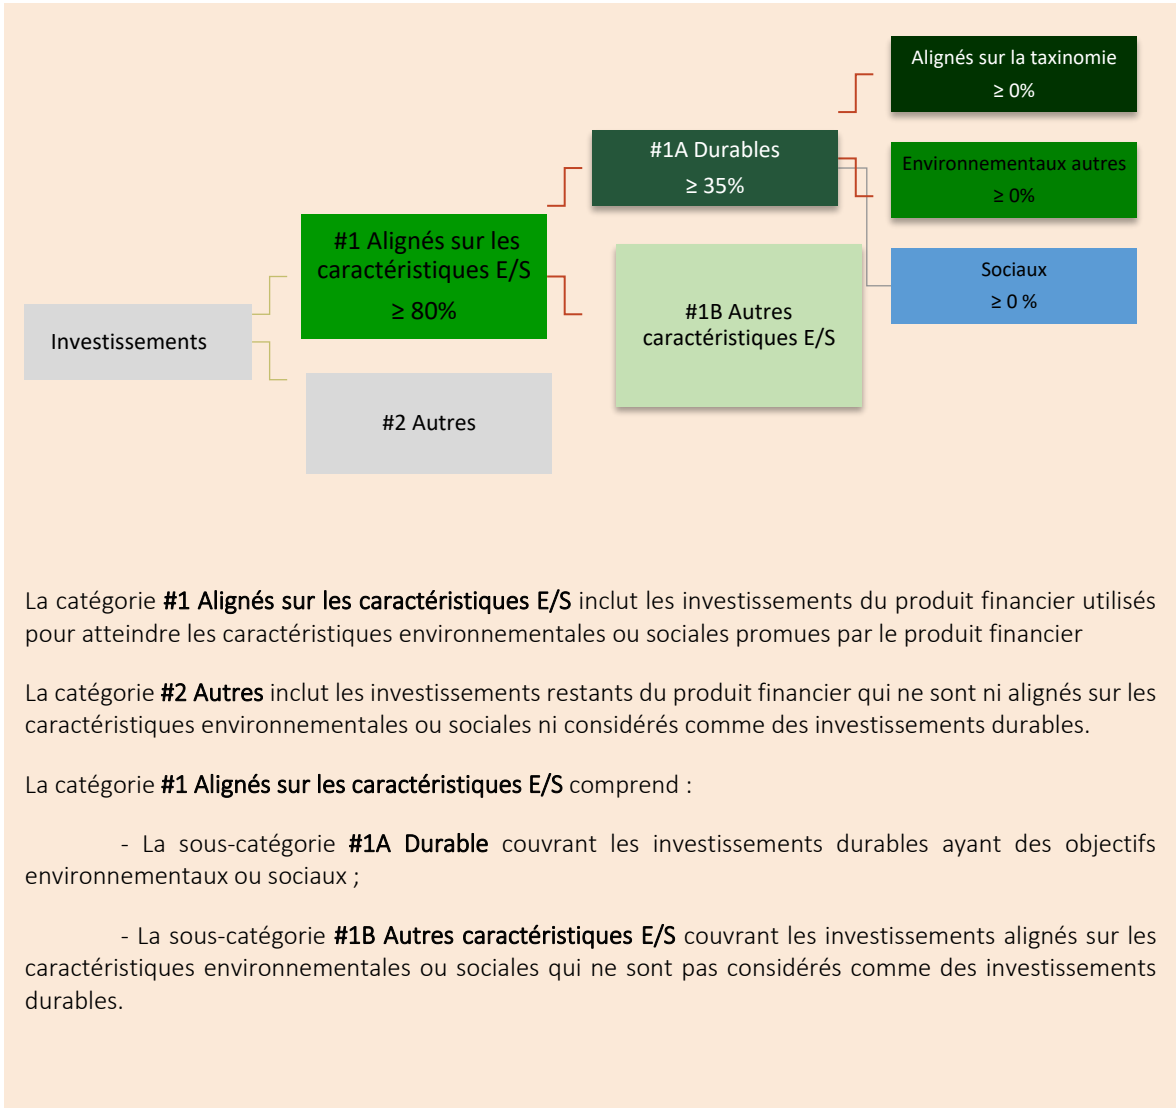 Alignés sur la taxinomie
≥ 0%
#1A Durables
≥ 35%
Environnementaux autres
≥ 0%
#1 Alignés sur les
caractéristiques E/S
≥ 80%
Sociaux
≥ 0 %
#1B Autres
caractéristiques E/S
Investissements
#2 Autres
La catégorie #1 Alignés sur les caractéristiques E/S inclut les investissements du produit financier utilisés
pour atteindre les caractéristiques environnementales ou sociales promues par le produit financier
La catégorie #2 Autres inclut les investissements restants du produit financier qui ne sont ni alignés sur les
caractéristiques environnementales ou sociales ni considérés comme des investissements durables.
La catégorie #1 Alignés sur les caractéristiques E/S comprend :
- La sous-catégorie #1A Durable couvrant les investissements durables ayant des objectifs
environnementaux ou sociaux ;
- La sous-catégorie #1B Autres caractéristiques E/S couvrant les investissements alignés sur les
caractéristiques environnementales ou sociales qui ne sont pas considérés comme des investissements
durables.